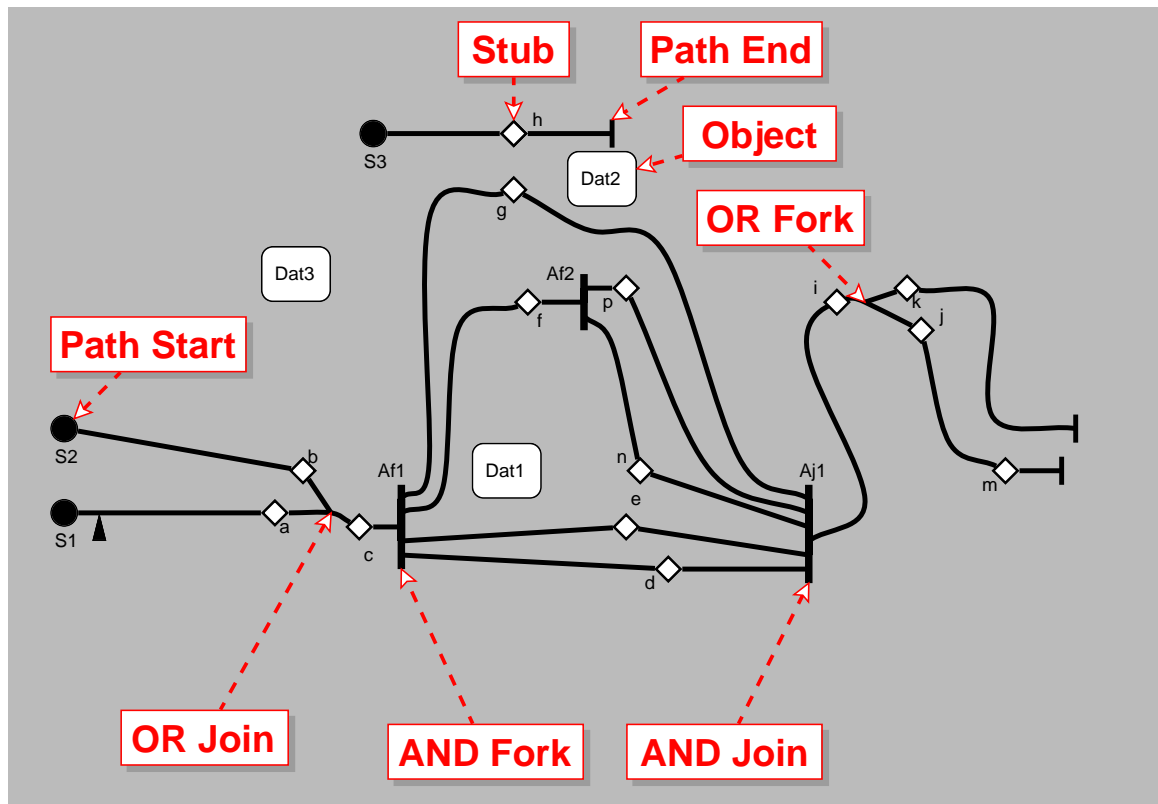 Stub
Path End
h
S3
Object
Dat2
g
OR Fork
Dat3
Af2
p
f
i
k
j
Path Start
S2
b
Af1
Dat1
n
Aj1
m
e
S1
a
c
d
OR Join
AND Fork
AND Join